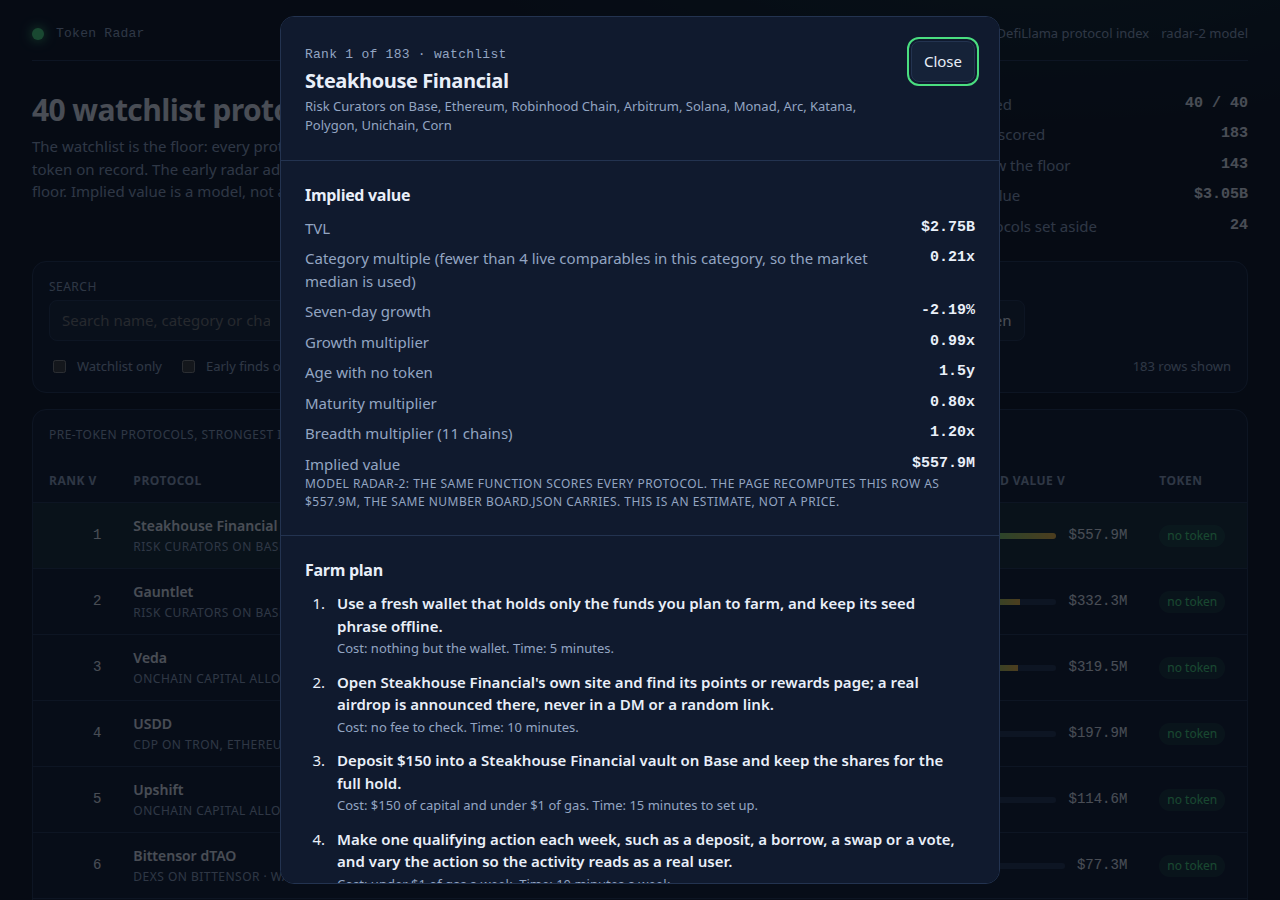 Token Radar
DefiLlama protocol index radar-2 model
Rank 1 of 183 · watchlist
Steakhouse Financial
Close
Risk Curators on Base, Ethereum, Robinhood Chain, Arbitrum, Solana, Monad, Arc, Katana,
Polygon, Unichain, Corn
40 watchlist
The watchlist is the floor: every
token on record. The early radar
floor. Implied value is a model, not
40 / 40
scored 183
the floor 143
$3.05B
set aside 24
Implied value
TVL $2.75B
Category multiple (fewer than 4 live comparables in this category, so the market 0.21x
median is used)
Seven-day growth -2.19%
Growth multiplier 0.99x
Age with no token 1.5y
Maturity multiplier 0.80x
Breadth multiplier (11 chains) 1.20x
Implied value $557.9M
MODEL RADAR-2: THE SAME FUNCTION SCORES EVERY PROTOCOL. THE PAGE RECOMPUTES THIS ROW AS
$557.9M, THE SAME NUMBER BOARD.JSON CARRIES. THIS IS AN ESTIMATE, NOT A PRICE.
SEARCH
Search name, category or cha
Watchlist only Early finds
183 rows shown
PRE-TOKEN PROTOCOLS, STRONGEST
RANK V PROTOCOL VALUE V TOKEN
1 Steakhouse Financial $557.9M no token
RISK CURATORS ON
2 Gauntlet $332.3M no token
RISK CURATORS ON
3 Veda $319.5M no token
ONCHAIN CAPITAL
4 USDD $197.9M no token
CDP ON TRON,
5 Upshift $114.6M no token
ONCHAIN CAPITAL
6 Bittensor dTAO $77.3M no token
DEXS ON BITTENSOR ·
Farm plan
1. Use a fresh wallet that holds only the funds you plan to farm, and keep its seed
phrase offline.
Cost: nothing but the wallet. Time: 5 minutes.
2. Open Steakhouse Financial's own site and find its points or rewards page; a real
airdrop is announced there, never in a DM or a random link.
Cost: no fee to check. Time: 10 minutes.
3. Deposit $150 into a Steakhouse Financial vault on Base and keep the shares for the
full hold.
Cost: $150 of capital and under $1 of gas. Time: 15 minutes to set up.
4. Make one qualifying action each week, such as a deposit, a borrow, a swap or a vote,
and vary the action so the activity reads as a real user.